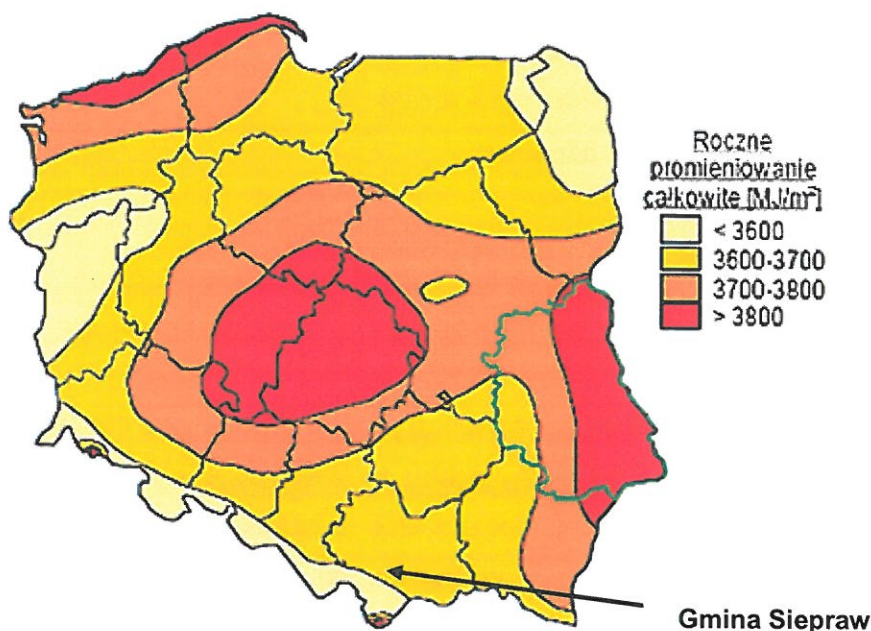 Roczne
promieniowanie
całkowite [MJ/m²]
< 3600
3600-3700
3700-3800
> 3800
Gmina Siepraw